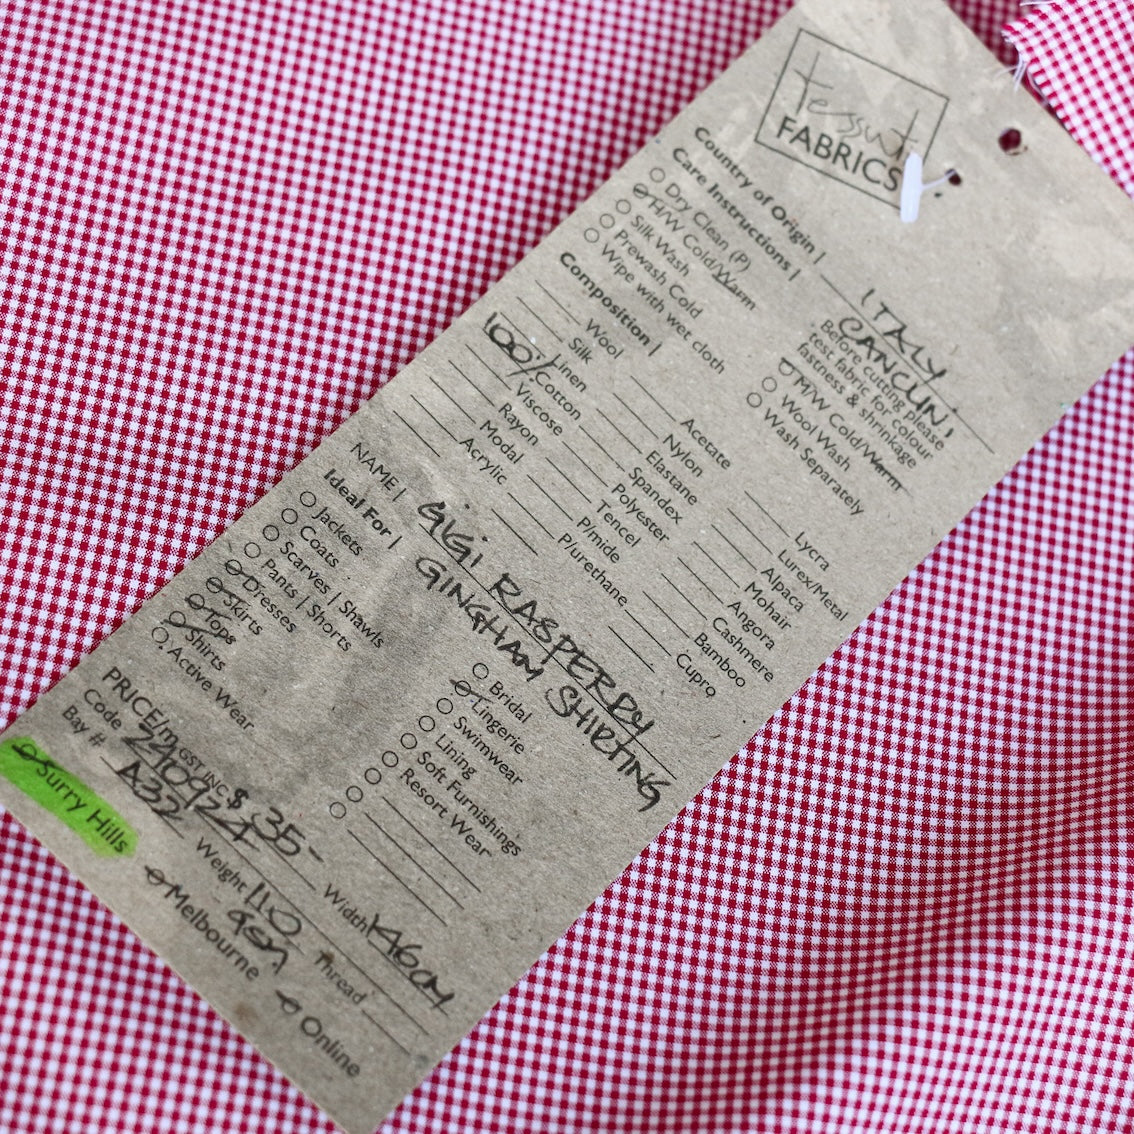 tessuti
FABRICS
Country of Origin | ITALY
Care Instructions | CANCLINI
Dry Clean (P)
H/W Cold/Warm
Silk Wash
Prewash Cold
Wipe with wet cloth
Before cutting please
test fabric for colour
fastness & shrinkage
M/W Cold/Warm
Wool Wash
Wash Separately
Composition |
Wool
Silk
Linen
100% Cotton
Viscose
Rayon
Modal
Acrylic
Acetate
Nylon
Elastane
Spandex
Polyester
Tencel
P/mide
P/urethane
Lycra
Lurex/Metal
Alpaca
Mohair
Angora
Cashmere
Bamboo
Cupro
NAME | GIGI RASPERRY
GINGHAM SHIRTING
Ideal For |
Jackets
Coats
Scarves | Shawls
Pants | Shorts
Dresses
Skirts
Tops
Shirts
Active Wear
Bridal
Lingerie
Swimwear
Lining
Soft Furnishings
Resort Wear
PRICE/m GST INC $ 35-
Width 146cm
Code 2410924
Weight 110 gsm
Thread
Bay # A32
Surry Hills
Melbourne
Online